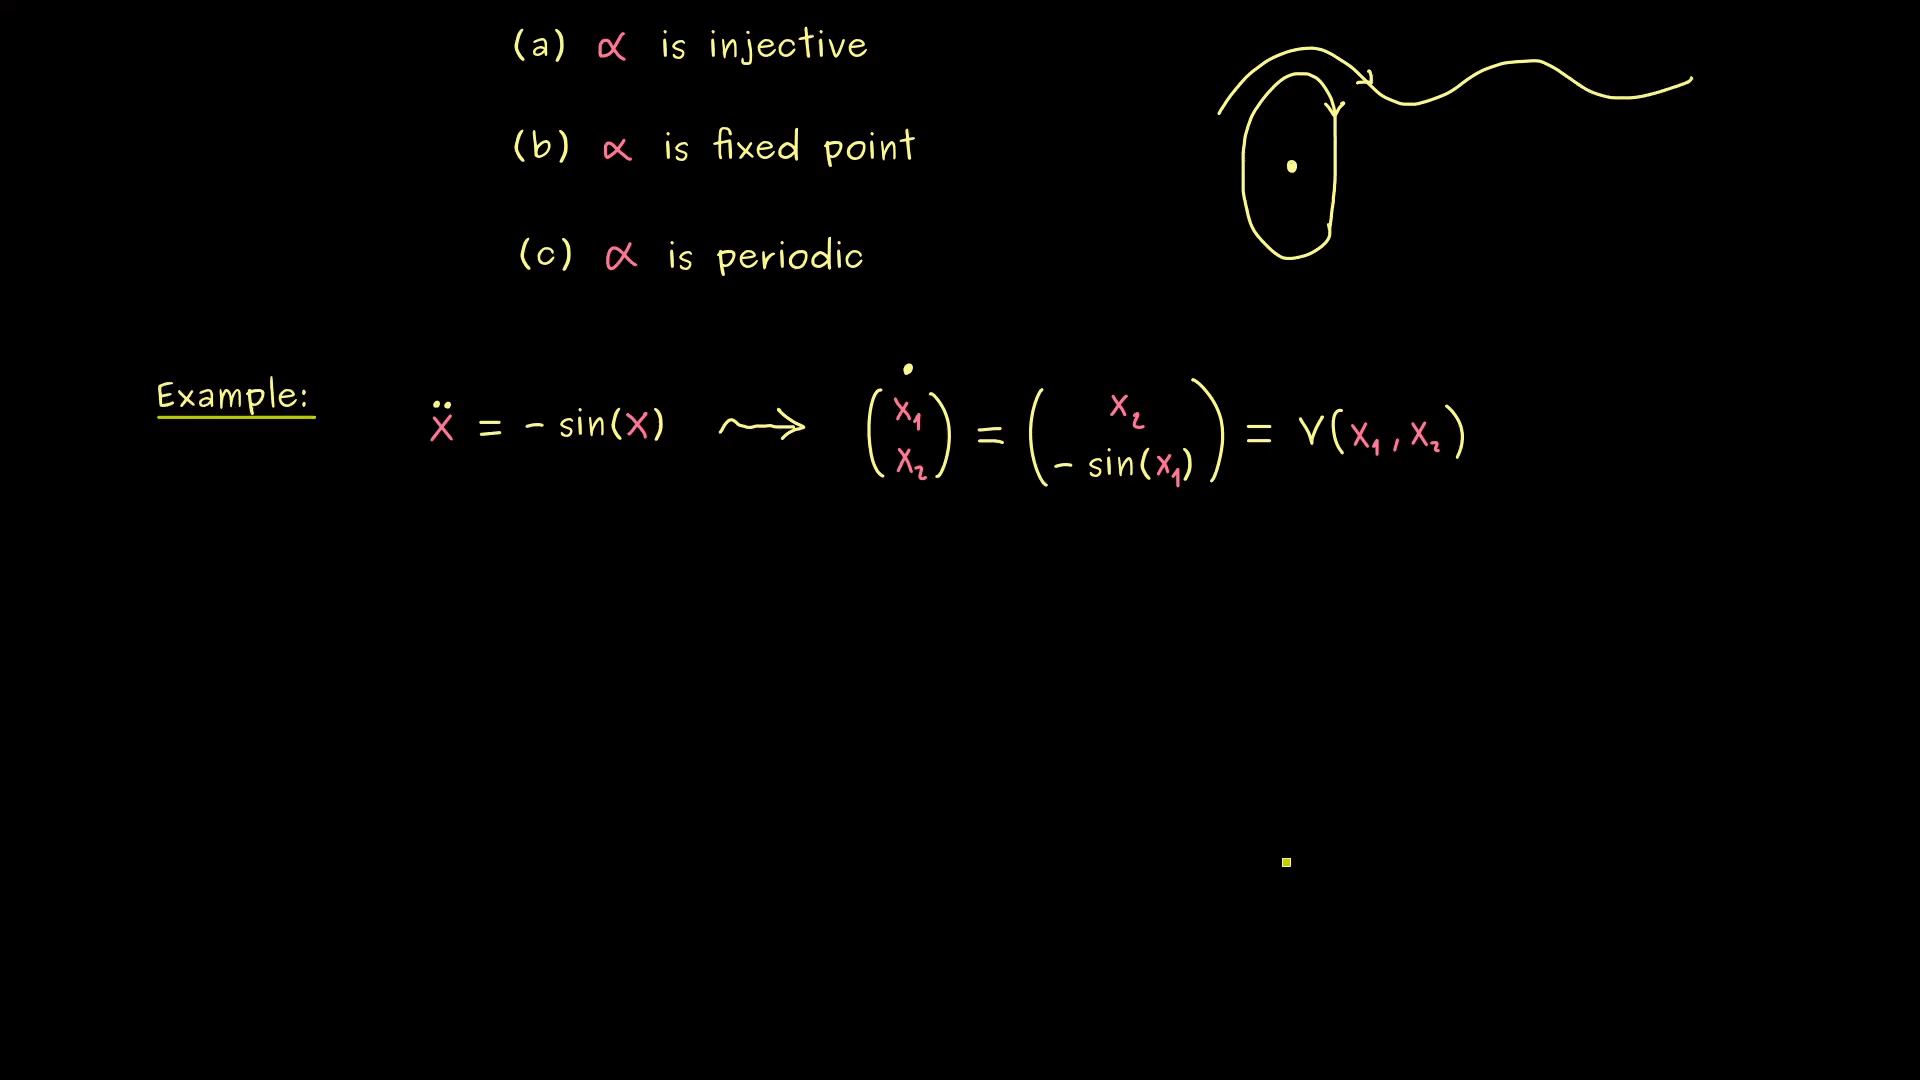 (a) α is injective
(b) α is fixed point
(c) α is periodic
Example: ẍ = - sin(x) ⇝ (x₁ x₂)˙ = (x₂ - sin(x₁)) = v(x₁, x₂)